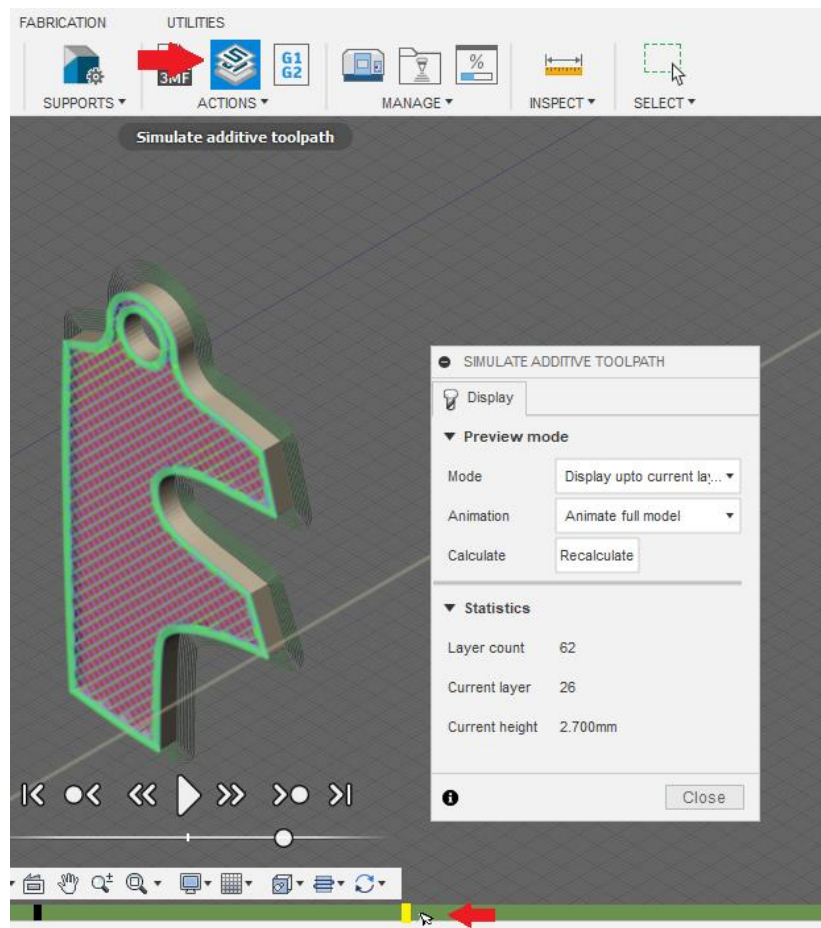 FABRICATION UTILITIES
3MF G1 %
G2
SUPPORTS ▾ ACTIONS ▾ MANAGE ▾ INSPECT ▾ SELECT ▾
Simulate additive toolpath
SIMULATE ADDITIVE TOOLPATH
Display
▼ Preview mode
Mode Display upto current la... ▾
Animation Animate full model ▾
Calculate Recalculate
▼ Statistics
Layer count 62
Current layer 26
Current height 2.700mm
Close